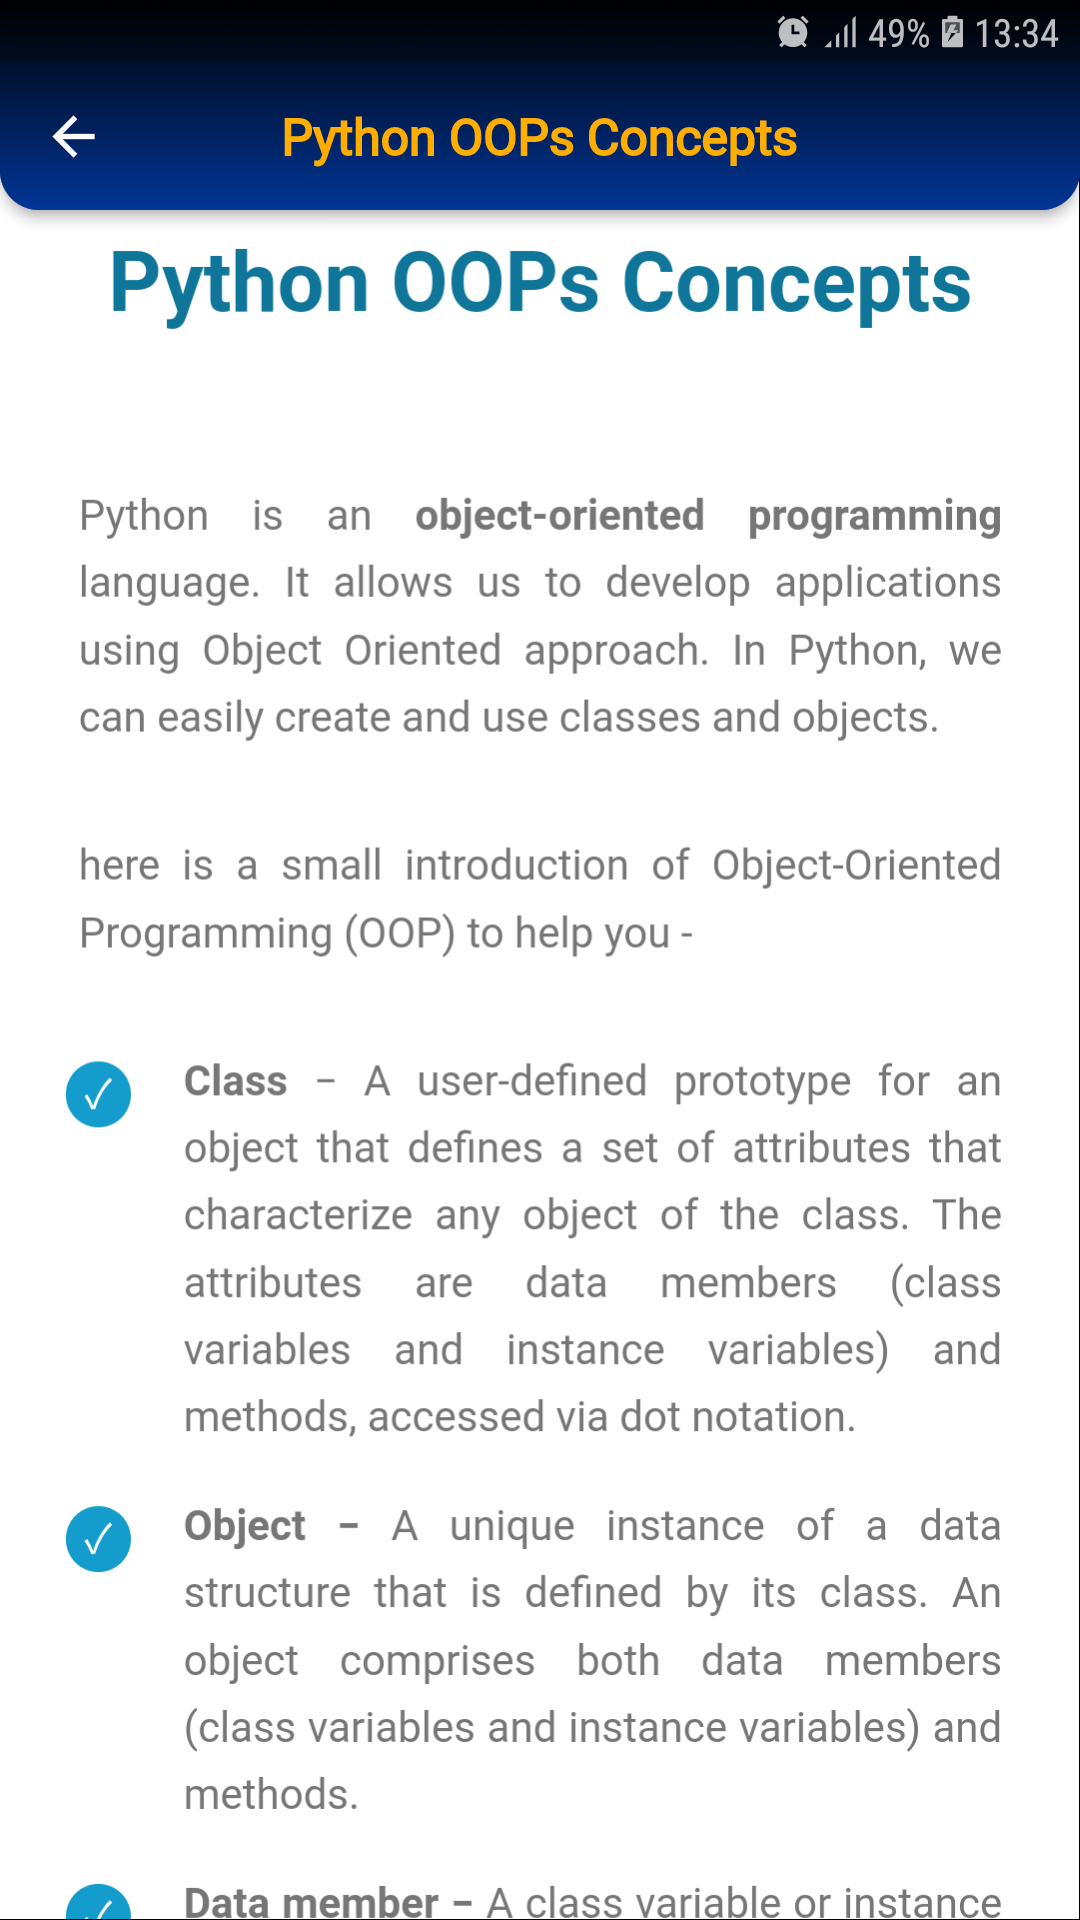 49% 13:34
Python OOPs Concepts
Python OOPs Concepts
Python is an object-oriented programming
language. It allows us to develop applications
using Object Oriented approach. In Python, we
can easily create and use classes and objects.
here is a small introduction of Object-Oriented
Programming (OOP) to help you -
Class − A user-defined prototype for an
object that defines a set of attributes that
characterize any object of the class. The
attributes are data members (class
variables and instance variables) and
methods, accessed via dot notation.
Object − A unique instance of a data
structure that is defined by its class. An
object comprises both data members
(class variables and instance variables) and
methods.
Data member − A class variable or instance